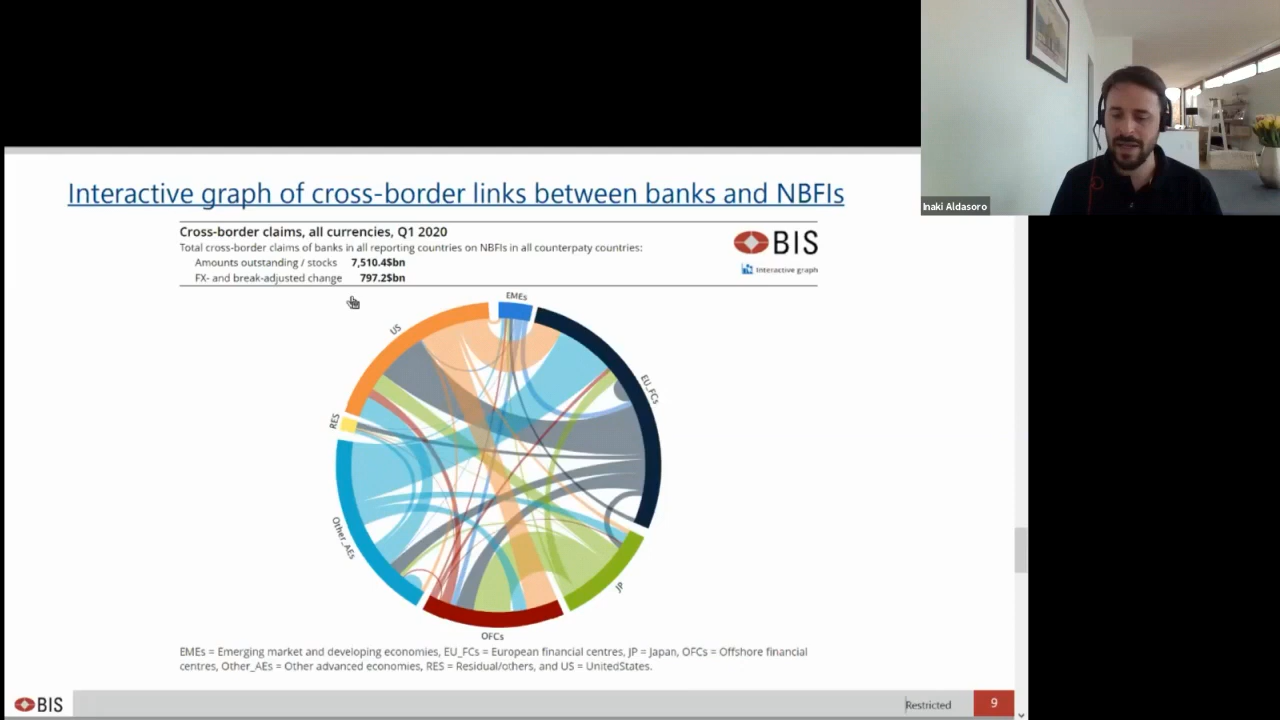 Inaki Aldasoro
Interactive graph of cross-border links between banks and NBFIs
Cross-border claims, all currencies, Q1 2020
Total cross-border claims of banks in all reporting countries on NBFIs in all counterpaty countries:
Amounts outstanding / stocks 7,510.4$bn
FX- and break-adjusted change 797.2$bn
BIS
Interactive graph
EMEs
US
EU_FCs
RES
Other_AEs
JP
OFCs
EMEs = Emerging market and developing economies, EU_FCs = European financial centres, JP = Japan, OFCs = Offshore financial
centres, Other_AEs = Other advanced economies, RES = Residual/others, and US = UnitedStates.
BIS
Restricted
9